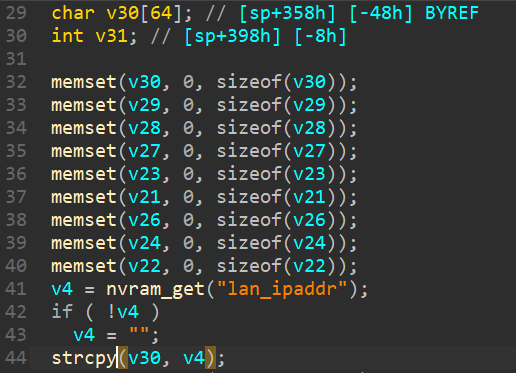 29 char v30[64]; // [sp+358h] [-48h] BYREF
30 int v31; // [sp+398h] [-8h]
31
32 memset(v30, 0, sizeof(v30));
33 memset(v29, 0, sizeof(v29));
34 memset(v28, 0, sizeof(v28));
35 memset(v27, 0, sizeof(v27));
36 memset(v23, 0, sizeof(v23));
37 memset(v21, 0, sizeof(v21));
38 memset(v26, 0, sizeof(v26));
39 memset(v24, 0, sizeof(v24));
40 memset(v22, 0, sizeof(v22));
41 v4 = nvram_get("lan_ipaddr");
42 if ( !v4 )
43   v4 = "";
44 strcpy(v30, v4);